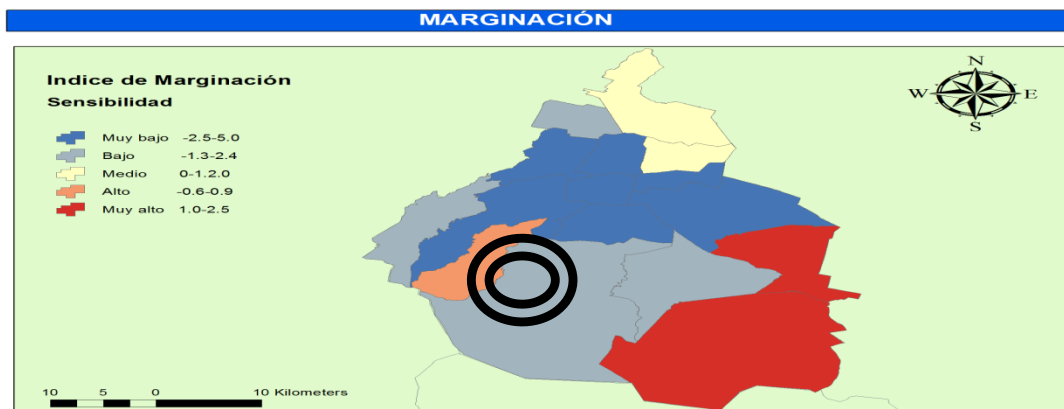 MARGINACIÓN
Indice de Marginación
Sensibilidad
Muy bajo -2.5-5.0
Bajo -1.3-2.4
Medio 0-1.2.0
Alto -0.6-0.9
Muy alto 1.0-2.5
N
W E
S
10 5 0 10 Kilometers